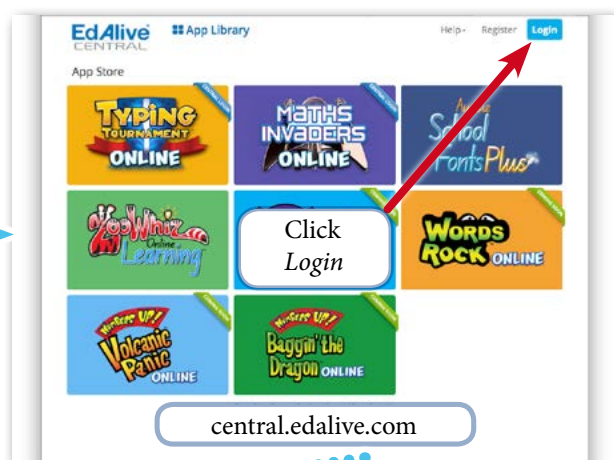 EdAlive
CENTRAL
App Library
Help
Register
Login
App Store
TYPING
TOURNAMENT
ONLINE
MATHS
INVADERS
ONLINE
School
Fonts Plus
ZooWhiz
Online
Learning
Click
Login
WORDS
ROCK ONLINE
NUMBERS UP!
Volcanic
Panic
ONLINE
NUMBERS UP!
Baggin' the
Dragon ONLINE
central.edalive.com